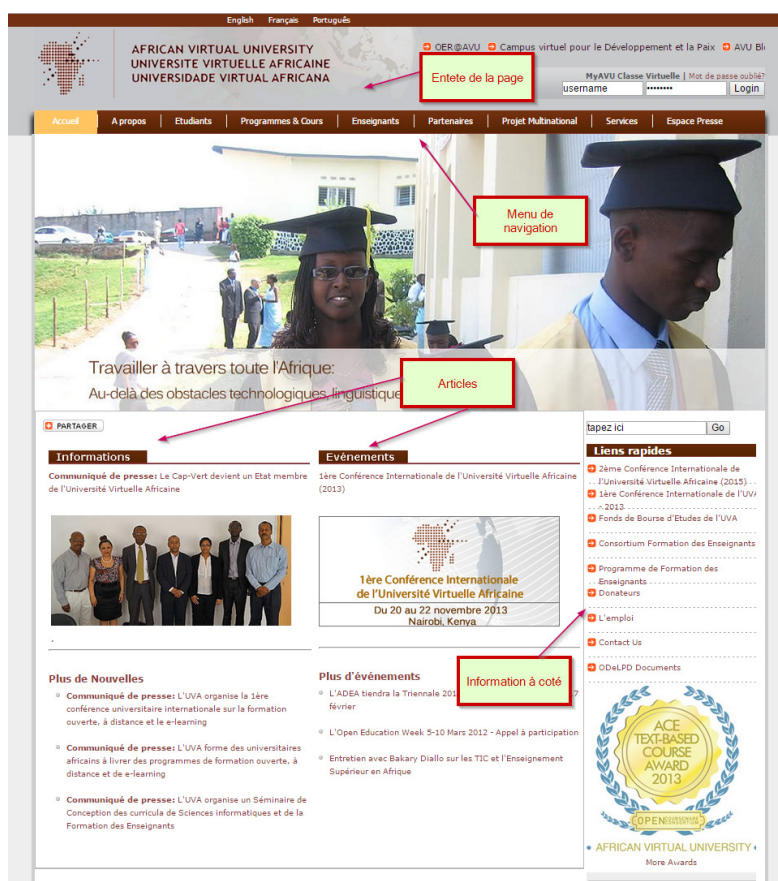 English Français Português
AFRICAN VIRTUAL UNIVERSITY
UNIVERSITE VIRTUELLE AFRICAINE
UNIVERSIDADE VIRTUAL AFRICANA
OER@AVU Campus virtuel pour le Développement et la Paix AVU
Entete de la page
MyAVU Classe Virtuelle | Mot de passe oublié?
username •••••••• Login
Accueil A propos Etudiants Programmes & Cours Enseignants Partenaires Projet Multinational Services Espace Presse
Menu de
navigation
Travailler à travers toute l'Afrique:
Au-delà des obstacles technologiques, linguistique
Articles
PARTAGER
Informations
Communiqué de presse: Le Cap-Vert devient un Etat membre
de l'Université Virtuelle Africaine
.
Plus de Nouvelles
Communiqué de presse: L'UVA organise la 1ère
conférence universitaire internationale sur la formation
ouverte, à distance et le e-learning
Communiqué de presse: L'UVA forme des universitaires
africains à livrer des programmes de formation ouverte, à
distance et de e-learning
Communiqué de presse: L'UVA organise un Séminaire de
Conception des curricula de Sciences informatiques et de la
Formation des Enseignants
Evénements
1ère Conférence Internationale de l'Université Virtuelle Africaine
(2013)
1ère Conférence Internationale
de l'Université Virtuelle Africaine
Du 20 au 22 novembre 2013
Nairobi, Kenya
Plus d'événements
L'ADEA tiendra la Triennale 7
février
L'Open Education Week 5-10 Mars 2012 - Appel à participation
Entretien avec Bakary Diallo sur les TIC et l'Enseignement
Supérieur en Afrique
Information à coté
tapez ici Go
Liens rapides
2ème Conférence Internationale de
l'Université Virtuelle Africaine (2015)
1ère Conférence Internationale de l'UVA
- 2013
Fonds de Bourse d'Etudes de l'UVA
Consortium Formation des Enseignants
Programme de Formation des
Enseignants
Donateurs
L'emploi
Contact Us
ODeLPD Documents
ACE
TEXT-BASED
COURSE
AWARD
2013
OPENCOURSEWARE
CONSORTIUM
• AFRICAN VIRTUAL UNIVERSITY •
More Awards